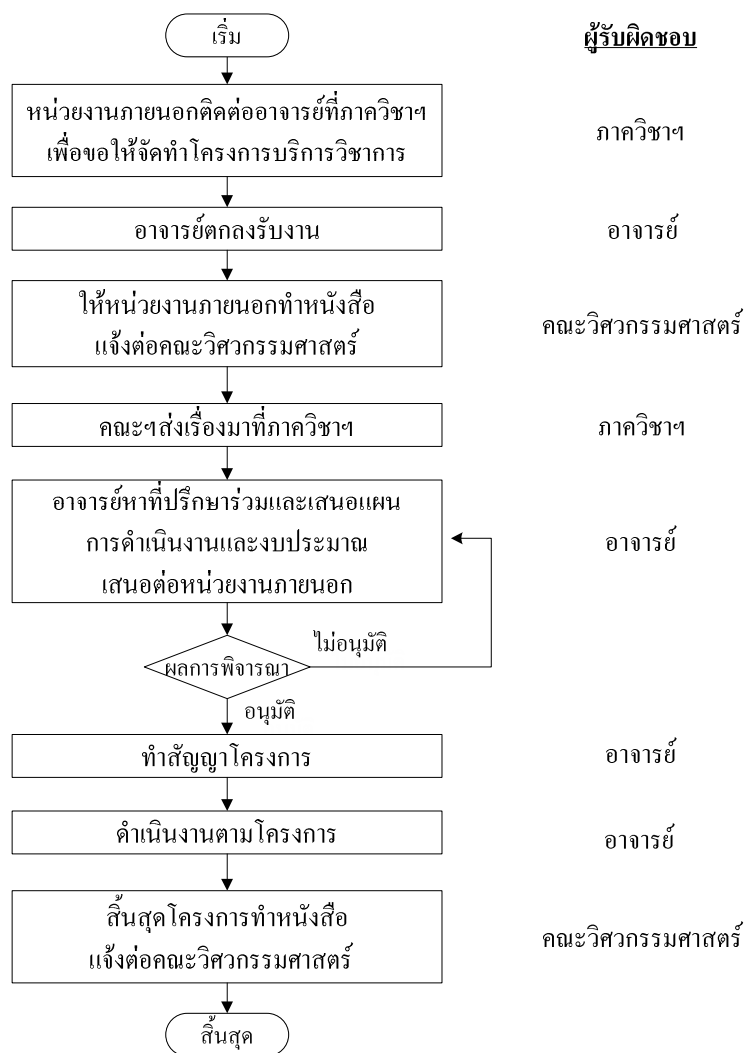 เริ่ม
ผู้รับผิดชอบ
หน่วยงานภายนอกติดต่ออาจารย์ที่ภาควิชาฯ
เพื่อขอให้จัดทำโครงการบริการวิชาการ
ภาควิชาฯ
อาจารย์ตกลงรับงาน
อาจารย์
ให้หน่วยงานภายนอกทำหนังสือ
แจ้งต่อคณะวิศวกรรมศาสตร์
คณะวิศวกรรมศาสตร์
คณะฯส่งเรื่องมาที่ภาควิชาฯ
ภาควิชาฯ
อาจารย์หาที่ปรึกษาร่วมและเสนอแผน
การดำเนินงานและงบประมาณ
เสนอต่อหน่วยงานภายนอก
อาจารย์
ไม่อนุมัติ
ผลการพิจารณา
อนุมัติ
ทำสัญญาโครงการ
อาจารย์
ดำเนินงานตามโครงการ
อาจารย์
สิ้นสุดโครงการทำหนังสือ
แจ้งต่อคณะวิศวกรรมศาสตร์
คณะวิศวกรรมศาสตร์
สิ้นสุด